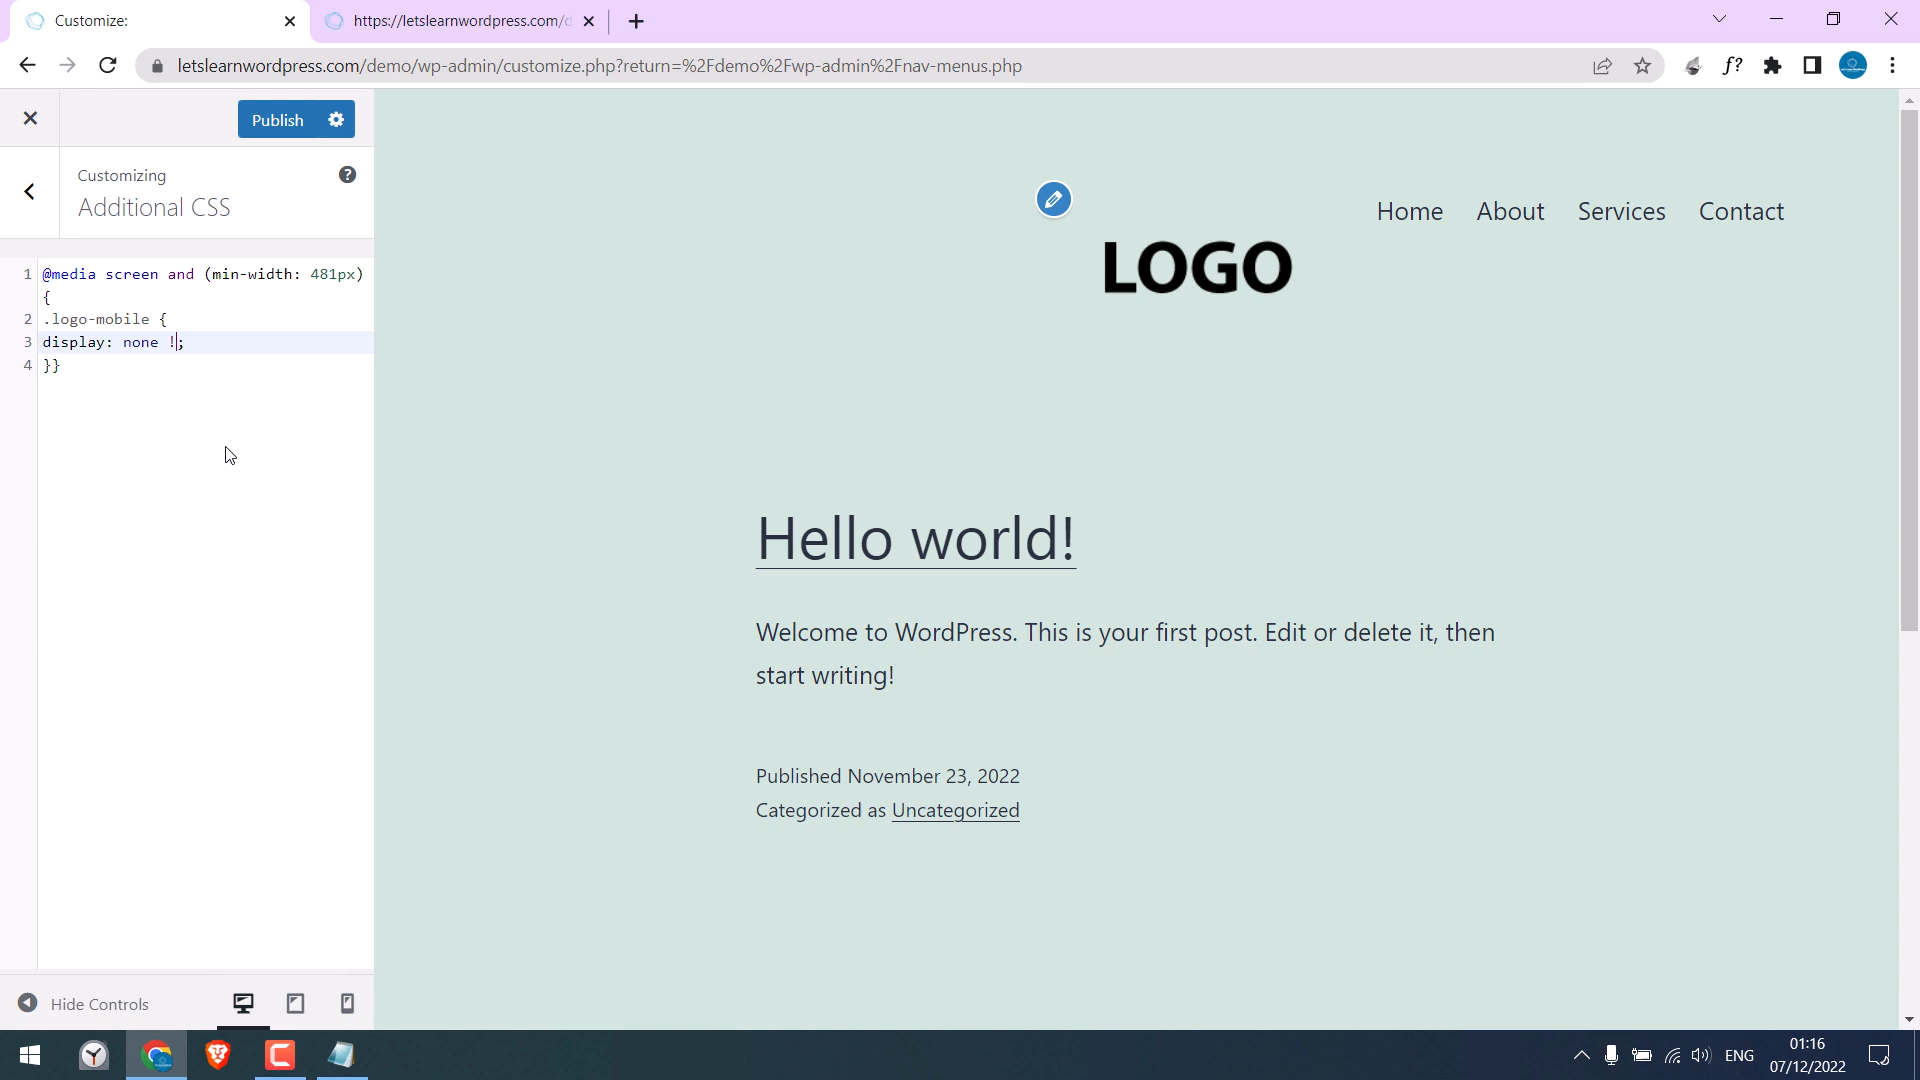 Customize:
https://letslearnwordpress.com/d
letslearnwordpress.com/demo/wp-admin/customize.php?return=%2Fdemo%2Fwp-admin%2Fnav-menus.php
f?
Publish
Customizing
?
Additional CSS
1 @media screen and (min-width: 481px)
{
2 .logo-mobile {
3 display: none !;
4 }}
Hide Controls
Home About Services Contact
LOGO
Hello world!
Welcome to WordPress. This is your first post. Edit or delete it, then
start writing!
Published November 23, 2022
Categorized as Uncategorized
ENG
01:16
07/12/2022